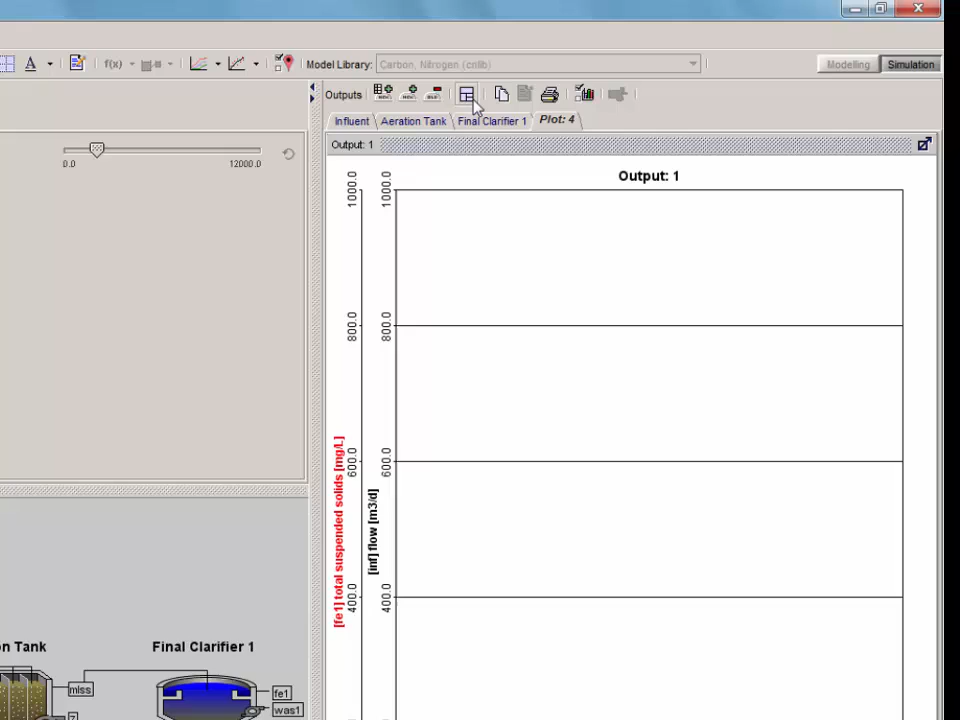 A f(x) Model Library: Carbon, Nitrogen (cnlib) Modelling Simulation
Outputs
Influent Aeration Tank Final Clarifier 1 Plot: 4
Output: 1
0.0 12000.0
Output: 1
1000.0 1000.0
800.0 800.0
600.0 600.0
400.0 400.0
[fe1] total suspended solids [mg/L]
[inf] flow [m3/d]
n Tank Final Clarifier 1
mlss fe1
was1